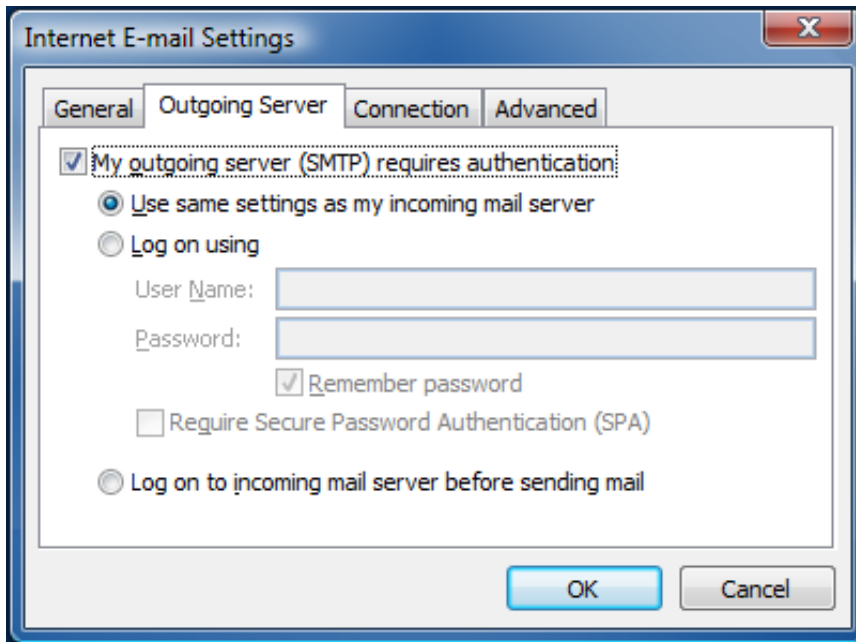 Internet E-mail Settings
General Outgoing Server Connection Advanced
My outgoing server (SMTP) requires authentication
Use same settings as my incoming mail server
Log on using
User Name:
Password:
Remember password
Require Secure Password Authentication (SPA)
Log on to incoming mail server before sending mail
OK Cancel